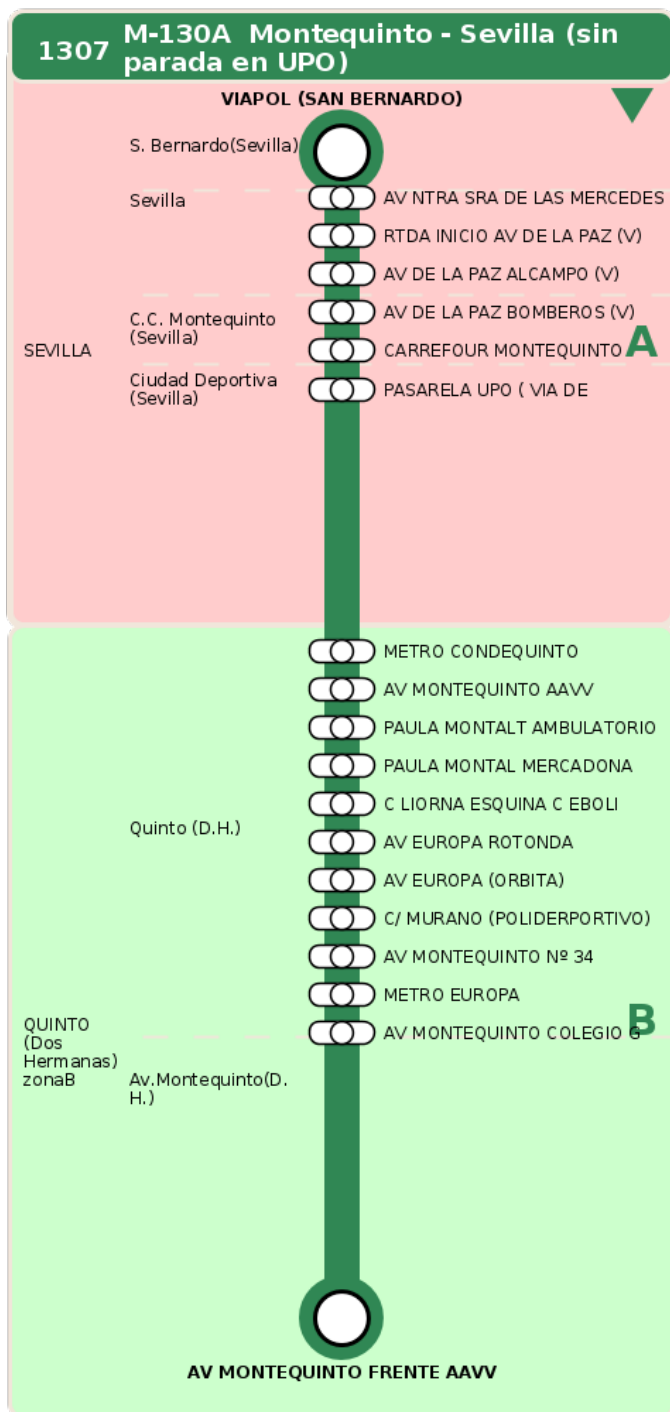 1307
M-130A Montequinto - Sevilla (sin
parada en UPO)
VIAPOL (SAN BERNARDO)
S. Bernardo(Sevilla)
Sevilla
AV NTRA SRA DE LAS MERCEDES
RTDA INICIO AV DE LA PAZ (V)
AV DE LA PAZ ALCAMPO (V)
C.C. Montequinto
(Sevilla)
AV DE LA PAZ BOMBEROS (V)
SEVILLA
CARREFOUR MONTEQUINTO
A
Ciudad Deportiva
(Sevilla)
PASARELA UPO ( VIA DE
METRO CONDEQUINTO
AV MONTEQUINTO AAVV
PAULA MONTALT AMBULATORIO
PAULA MONTAL MERCADONA
C LIORNA ESQUINA C EBOLI
Quinto (D.H.)
AV EUROPA ROTONDA
AV EUROPA (ORBITA)
C/ MURANO (POLIDERPORTIVO)
AV MONTEQUINTO Nº 34
METRO EUROPA
AV MONTEQUINTO COLEGIO G
B
QUINTO
(Dos
Hermanas)
zonaB
Av.Montequinto(D.
H.)
AV MONTEQUINTO FRENTE AAVV